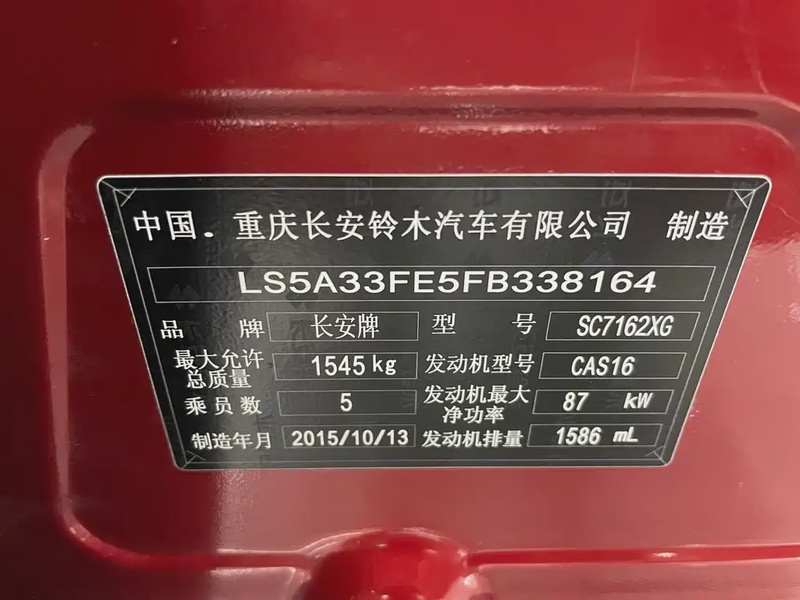 中国．重庆长安铃木汽车有限公司 制造
LS5A33FE5FB338164
品 牌 长安牌 型 号 SC7162XG
最大允许总质量 1545kg 发动机型号 CAS16
乘员数 5 发动机最大净功率 87 kW
制造年月 2015/10/13 发动机排量 1586 mL